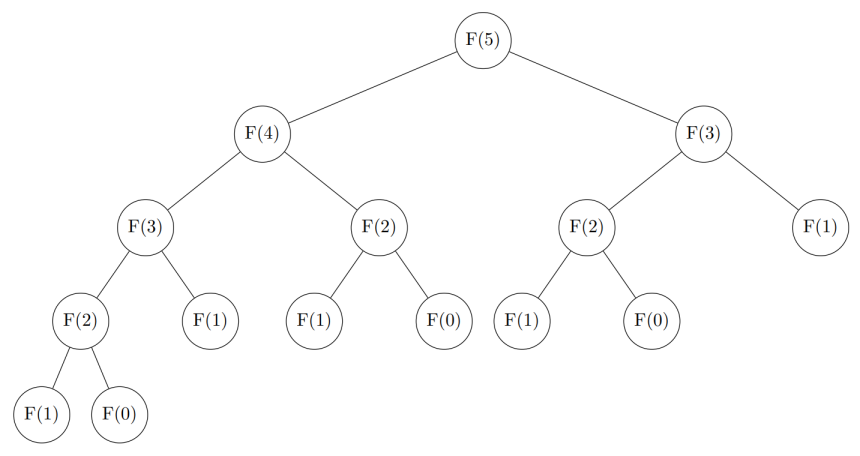 F(5)
F(4) F(3)
F(3) F(2) F(2) F(1)
F(2) F(1) F(1) F(0) F(1) F(0)
F(1) F(0)